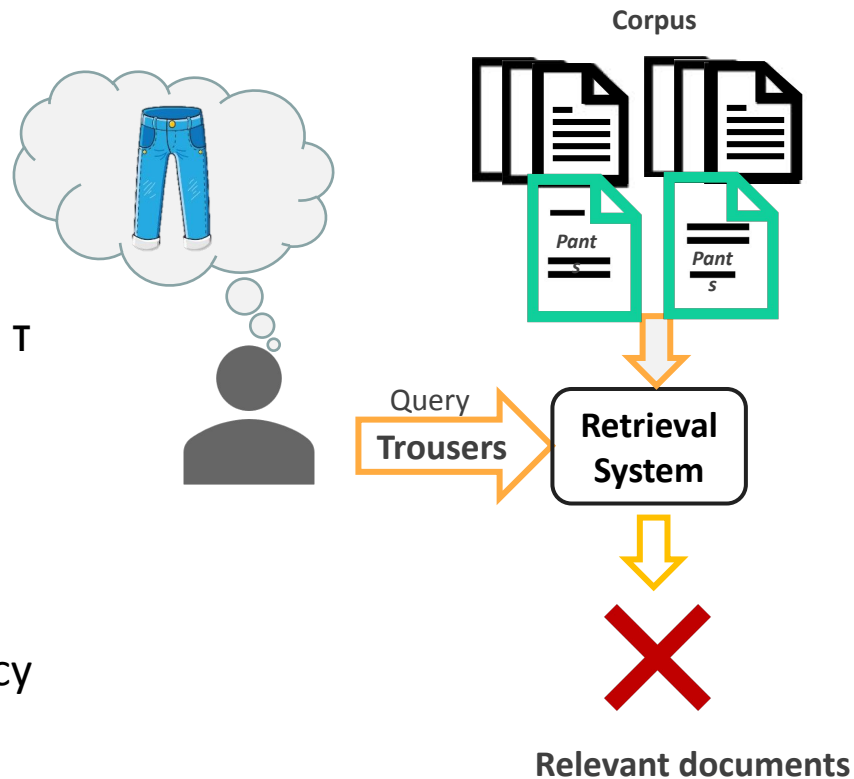 Corpus
Pant
s
Pant
s
T
Query
Trousers
Retrieval
System
cy
Relevant documents